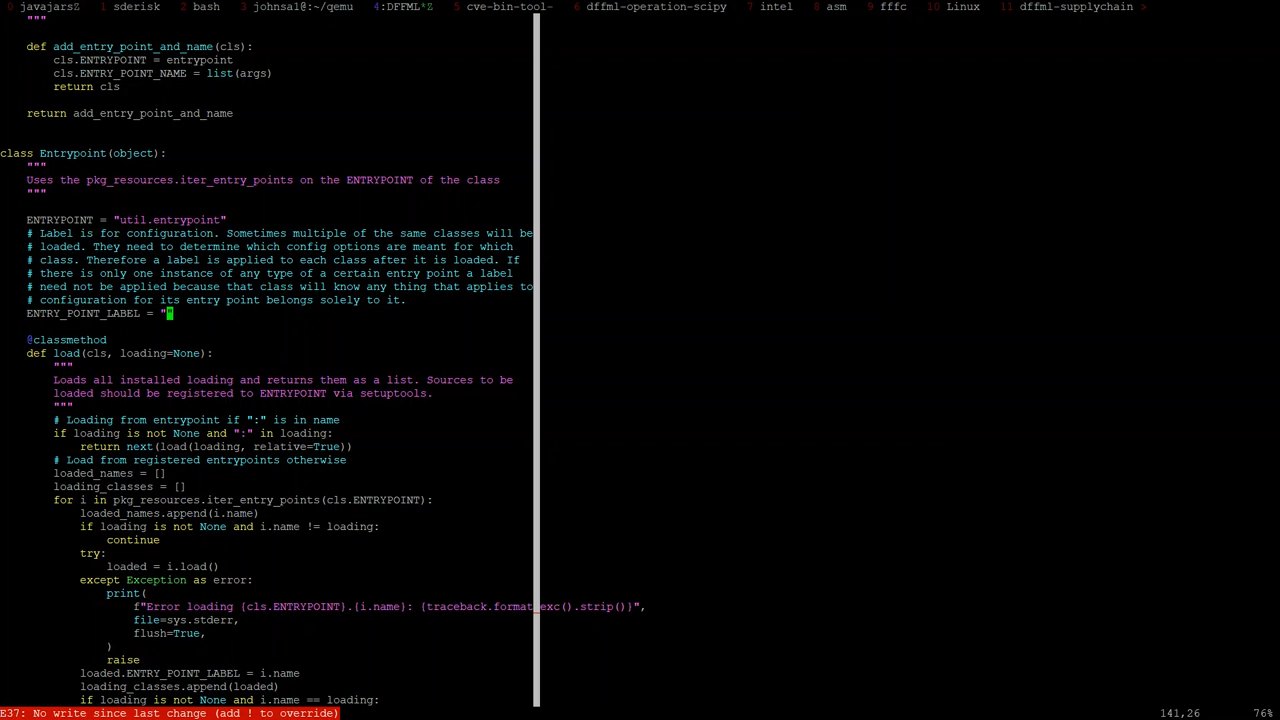 0 javajarsZ  1 sderisk  2 bash  3 johnsal@:~/qemu  4:DFFML*Z  5 cve-bin-tool-  6 dffml-operation-scipy  7 intel  8 asm  9 fffc  10 Linux  11 dffml-supplychain >
    """
    def add_entry_point_and_name(cls):
        cls.ENTRYPOINT = entrypoint
        cls.ENTRY_POINT_NAME = list(args)
        return cls
    return add_entry_point_and_name
class Entrypoint(object):
    """
    Uses the pkg_resources.iter_entry_points on the ENTRYPOINT of the class
    """
    ENTRYPOINT = "util.entrypoint"
    # Label is for configuration. Sometimes multiple of the same classes will be
    # loaded. They need to determine which config options are meant for which
    # class. Therefore a label is applied to each class after it is loaded. If
    # there is only one instance of any type of a certain entry point a label
    # need not be applied because that class will know any thing that applies to
    # configuration for its entry point belongs solely to it.
    ENTRY_POINT_LABEL = ""
    @classmethod
    def load(cls, loading=None):
        """
        Loads all installed loading and returns them as a list. Sources to be
        loaded should be registered to ENTRYPOINT via setuptools.
        """
        # Loading from entrypoint if ":" is in name
        if loading is not None and ":" in loading:
            return next(load(loading, relative=True))
        # Load from registered entrypoints otherwise
        loaded_names = []
        loading_classes = []
        for i in pkg_resources.iter_entry_points(cls.ENTRYPOINT):
            loaded_names.append(i.name)
            if loading is not None and i.name != loading:
                continue
            try:
                loaded = i.load()
            except Exception as error:
                print(
                    f"Error loading {cls.ENTRYPOINT}.{i.name}: {traceback.format_exc().strip()}",
                    file=sys.stderr,
                    flush=True,
                )
                raise
            loaded.ENTRY_POINT_LABEL = i.name
            loading_classes.append(loaded)
            if loading is not None and i.name == loading:
E37: No write since last change (add ! to override)  141,26  76%